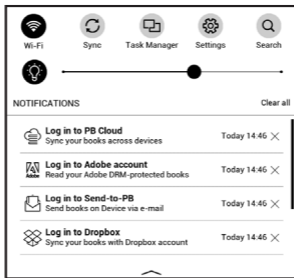 Wi-Fi Sync Task Manager Settings Search
NOTIFICATIONS Clear all
Log in to PB Cloud
Sync your books across devices
Today 14:46
Adobe
Log in to Adobe account
Read your Adobe DRM-protected books
Today 14:46
Log in to Send-to-PB
Send books on Device via e-mail
Today 14:46
Log in to Dropbox
Sync your books with Dropbox account
Today 14:46